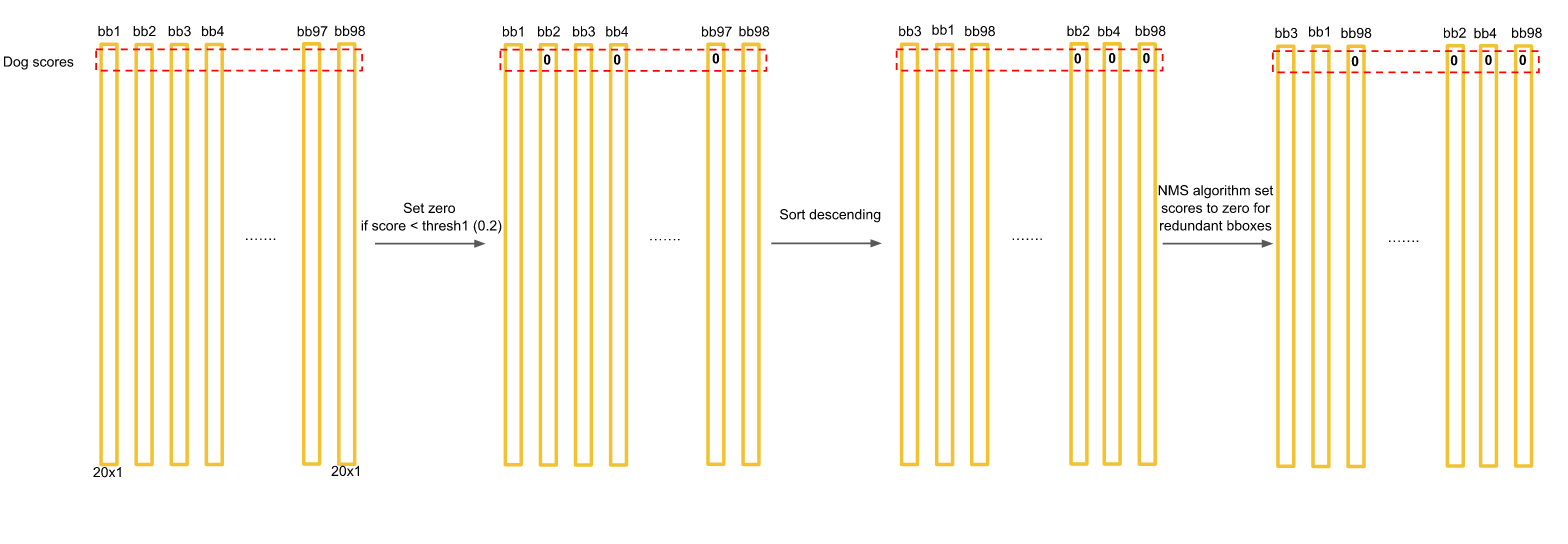 bb1 bb2 bb3 bb4 bb97 bb98 bb1 bb2 bb3 bb4 bb97 bb98 bb3 bb1 bb98 bb2 bb4 bb98 bb3 bb1 bb98 bb2 bb4 bb98
Dog scores 0 0 0 0 0 0 0 0 0 0
NMS algorithm set
scores to zero for
redundant bboxes
Set zero
if score < thresh1 (0.2)
Sort descending
....... ....... ....... .......
20x1 20x1